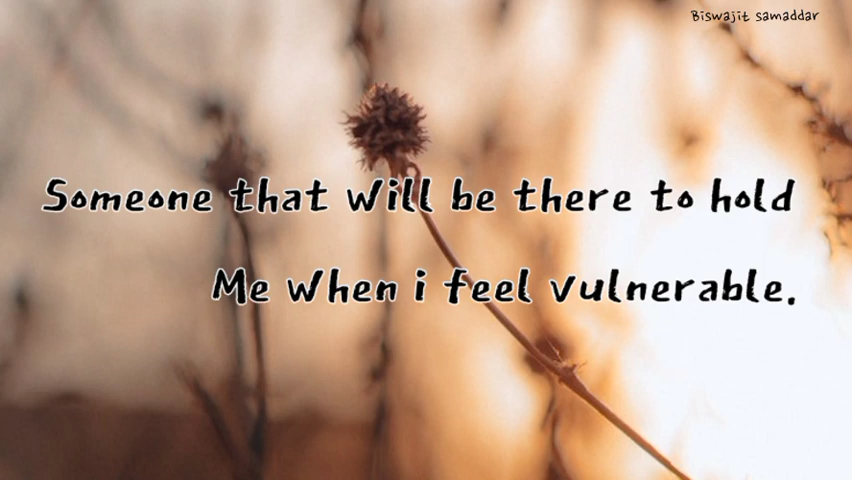 Biswajit samaddar
Someone that will be there to hold
Me when i feel vulnerable.